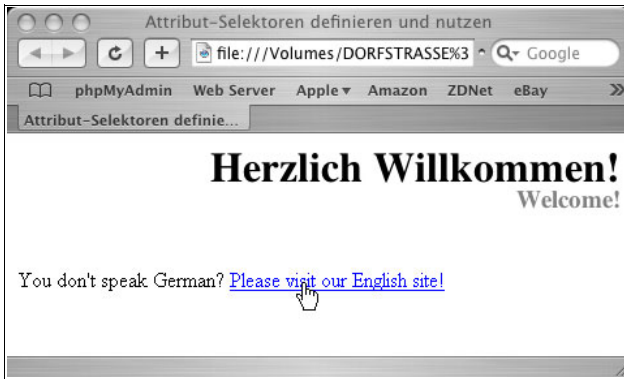 Attribut-Selektoren definieren und nutzen
file:///Volumes/DORFSTRASSE%3 Google
phpMyAdmin Web Server Apple Amazon ZDNet eBay
Attribut-Selektoren definie...
Herzlich Willkommen!
Welcome!
You don't speak German? Please visit our English site!